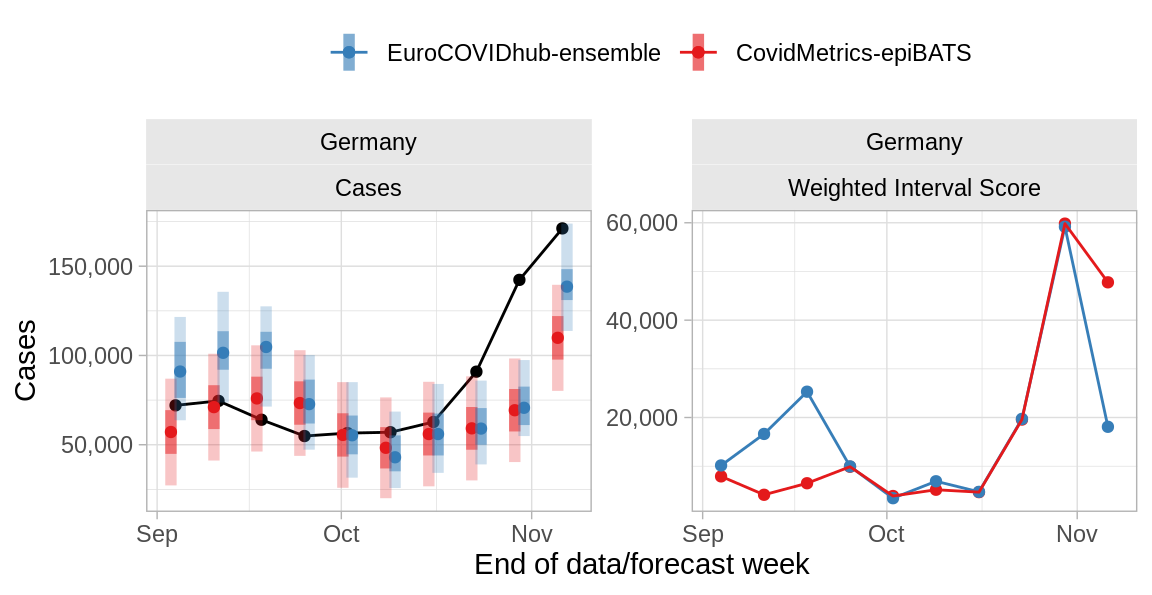 EuroCOVIDhub-ensemble CovidMetrics-epiBATS
Germany
Cases
Cases
150,000
100,000
50,000
Sep Oct Nov
Germany
Weighted Interval Score
60,000
40,000
20,000
Sep Oct Nov
End of data/forecast week